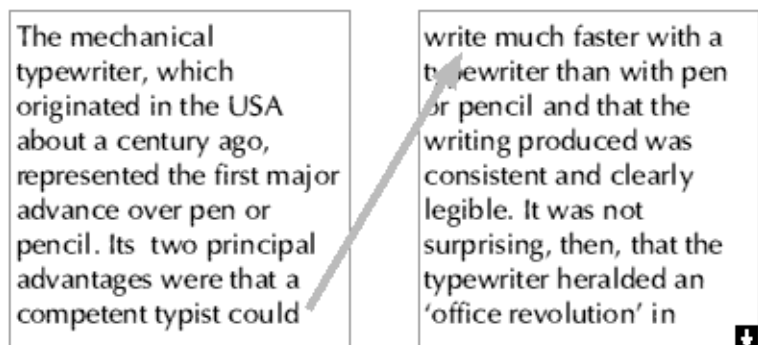 The mechanical
typewriter, which
originated in the USA
about a century ago,
represented the first major
advance over pen or
pencil. Its  two principal
advantages were that a
competent typist could
write much faster with a
typewriter than with pen
or pencil and that the
writing produced was
consistent and clearly
legible. It was not
surprising, then, that the
typewriter heralded an
‘office revolution’ in